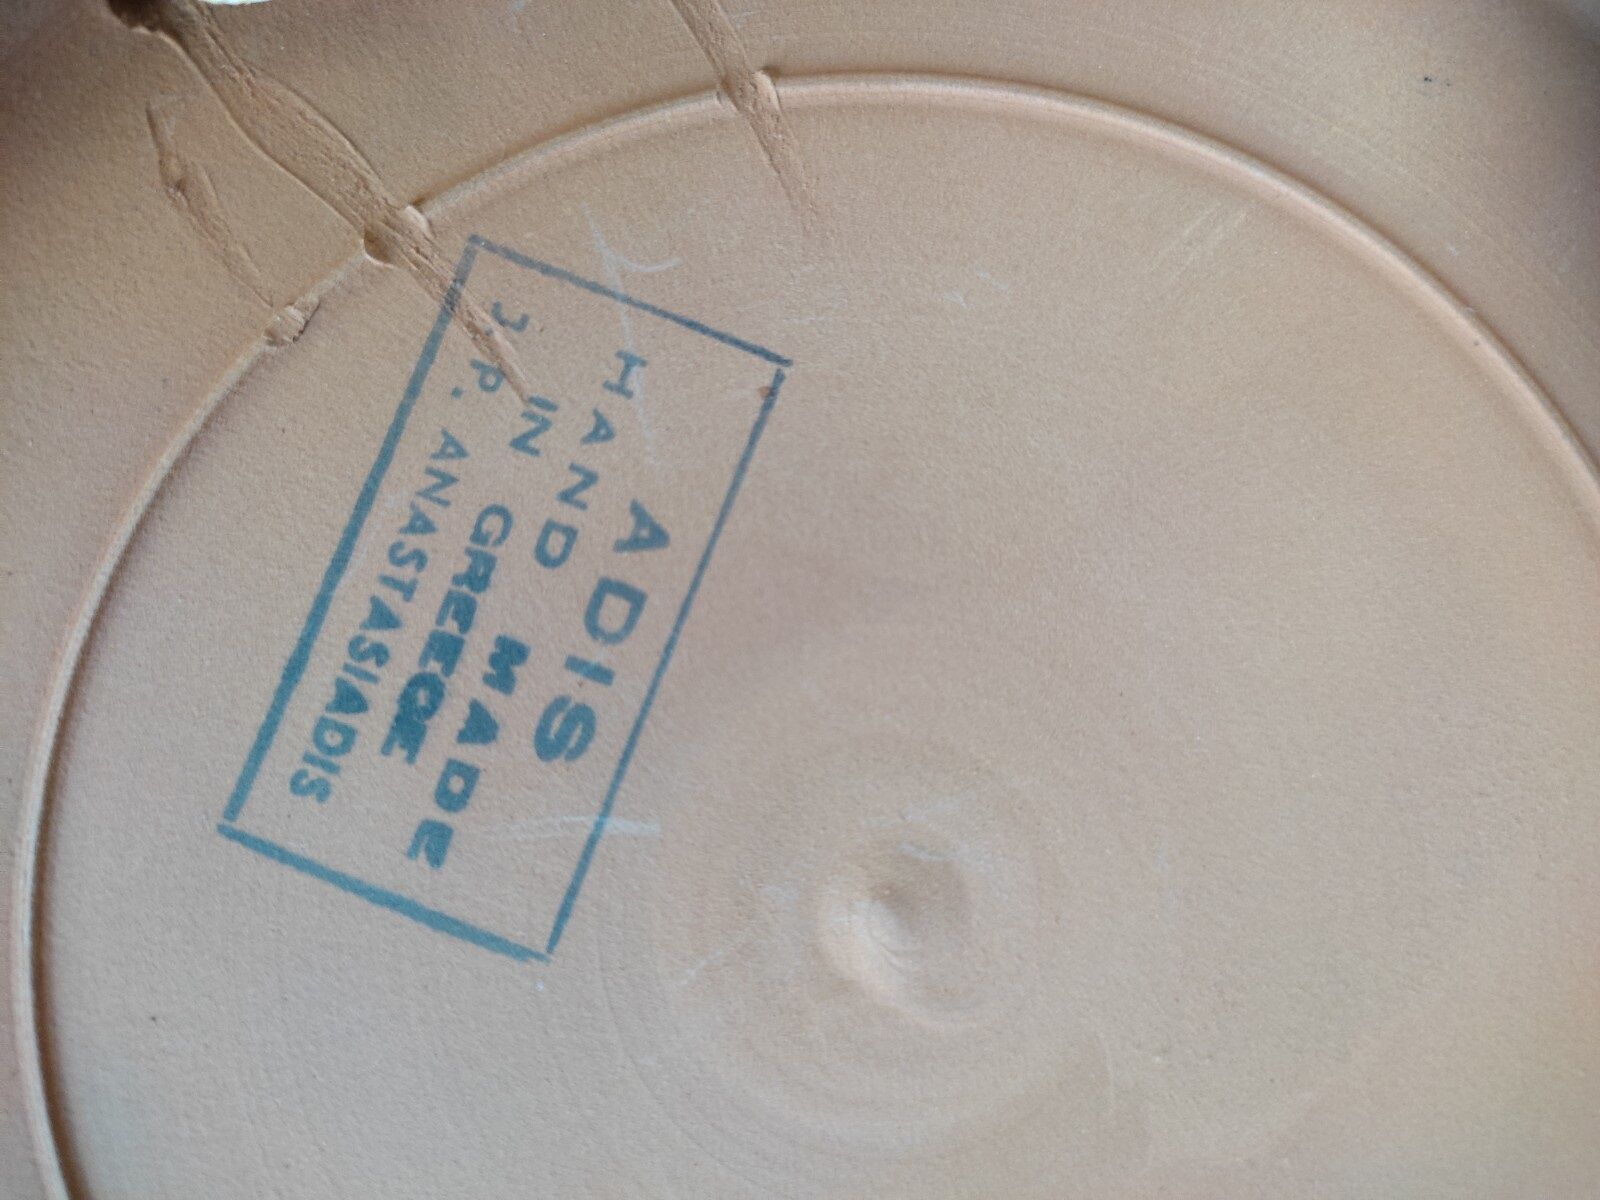 ADIS
HAND MADE
IN GREECE
J. P. ANASTASIADIS